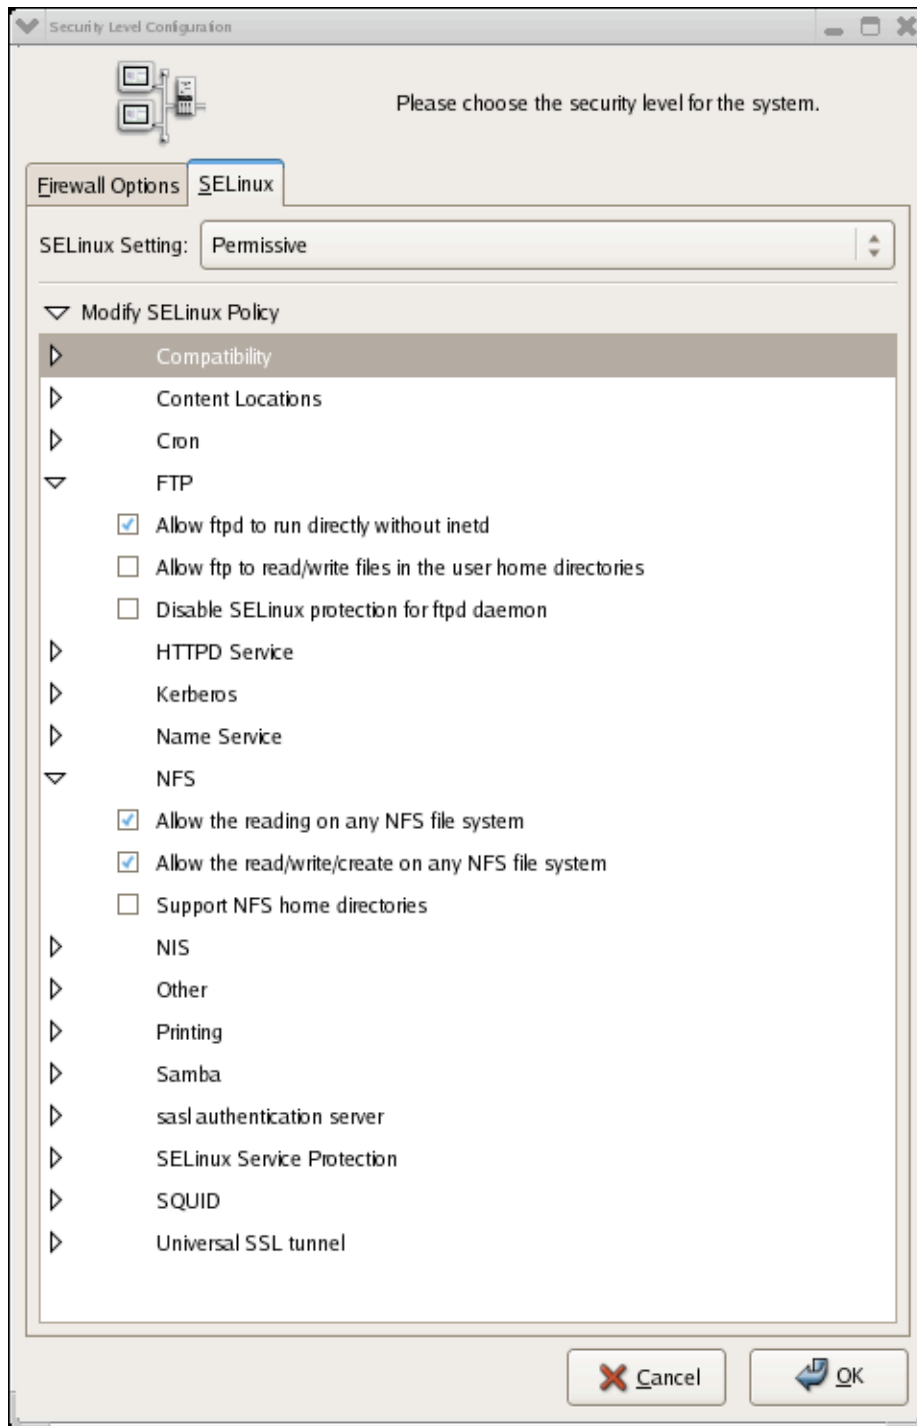 Security Level Configuration
Please choose the security level for the system.
Firewall Options
SELinux
SELinux Setting: Permissive
Modify SELinux Policy
Compatibility
Content Locations
Cron
FTP
Allow ftpd to run directly without inetd
Allow ftp to read/write files in the user home directories
Disable SELinux protection for ftpd daemon
HTTPD Service
Kerberos
Name Service
NFS
Allow the reading on any NFS file system
Allow the read/write/create on any NFS file system
Support NFS home directories
NIS
Other
Printing
Samba
sasl authentication server
SELinux Service Protection
SQUID
Universal SSL tunnel
Cancel
OK